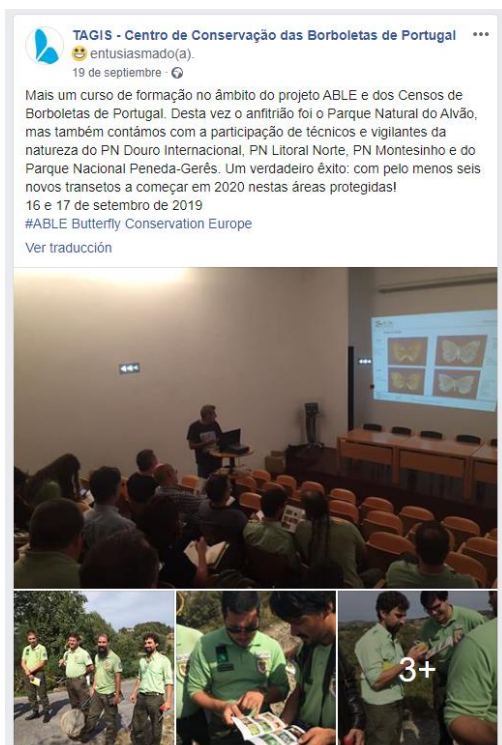 TAGIS - Centro de Conservação das Borboletas de Portugal
entusiasmado(a).
19 de septiembre
Mais um curso de formação no âmbito do projeto ABLE e dos Censos de
Borboletas de Portugal. Desta vez o anfitrião foi o Parque Natural do Alvão,
mas também contámos com a participação de técnicos e vigilantes da
natureza do PN Douro Internacional, PN Litoral Norte, PN Montesinho e do
Parque Nacional Peneda-Gerês. Um verdadeiro êxito: com pelo menos seis
novos transetos a começar em 2020 nestas áreas protegidas!
16 e 17 de setembro de 2019
#ABLE Butterfly Conservation Europe
Ver traducción
3+